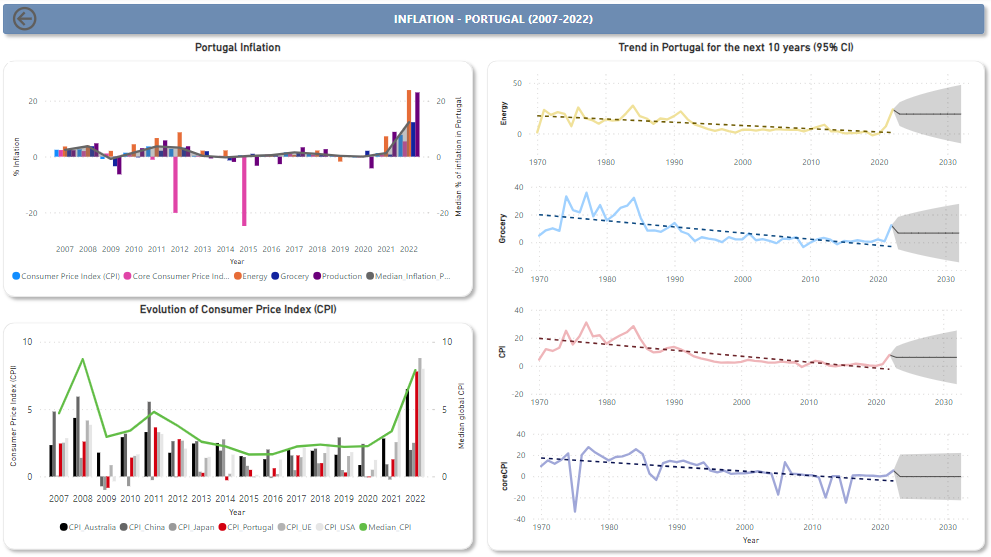 INFLATION - PORTUGAL (2007-2022)
Portugal Inflation
% Inflation
20
0
-20
20
0
-20
Median % of inflation in Portugal
2007 2008 2009 2010 2011 2012 2013 2014 2015 2016 2017 2018 2019 2020 2021 2022
Year
Consumer Price Index (CPI) Core Consumer Price Ind... Energy Grocery Production Median_Inflation_P...
Evolution of Consumer Price Index (CPI)
Consumer Price Index (CPI)
10
5
0
10
5
0
Median global CPI
2007 2008 2009 2010 2011 2012 2013 2014 2015 2016 2017 2018 2019 2020 2021 2022
Year
CPI_Australia CPI_China CPI_Japan CPI_Portugal CPI_UE CPI_USA Median_CPI
Trend in Portugal for the next 10 years (95% CI)
Energy
50
0
1970 1980 1990 2000 2010 2020 2030
Grocery
40
20
0
-20
1970 1980 1990 2000 2010 2020 2030
CPI
40
20
0
-20
1970 1980 1990 2000 2010 2020 2030
coreCPI
40
20
0
-20
-40
1970 1980 1990 2000 2010 2020 2030
Year